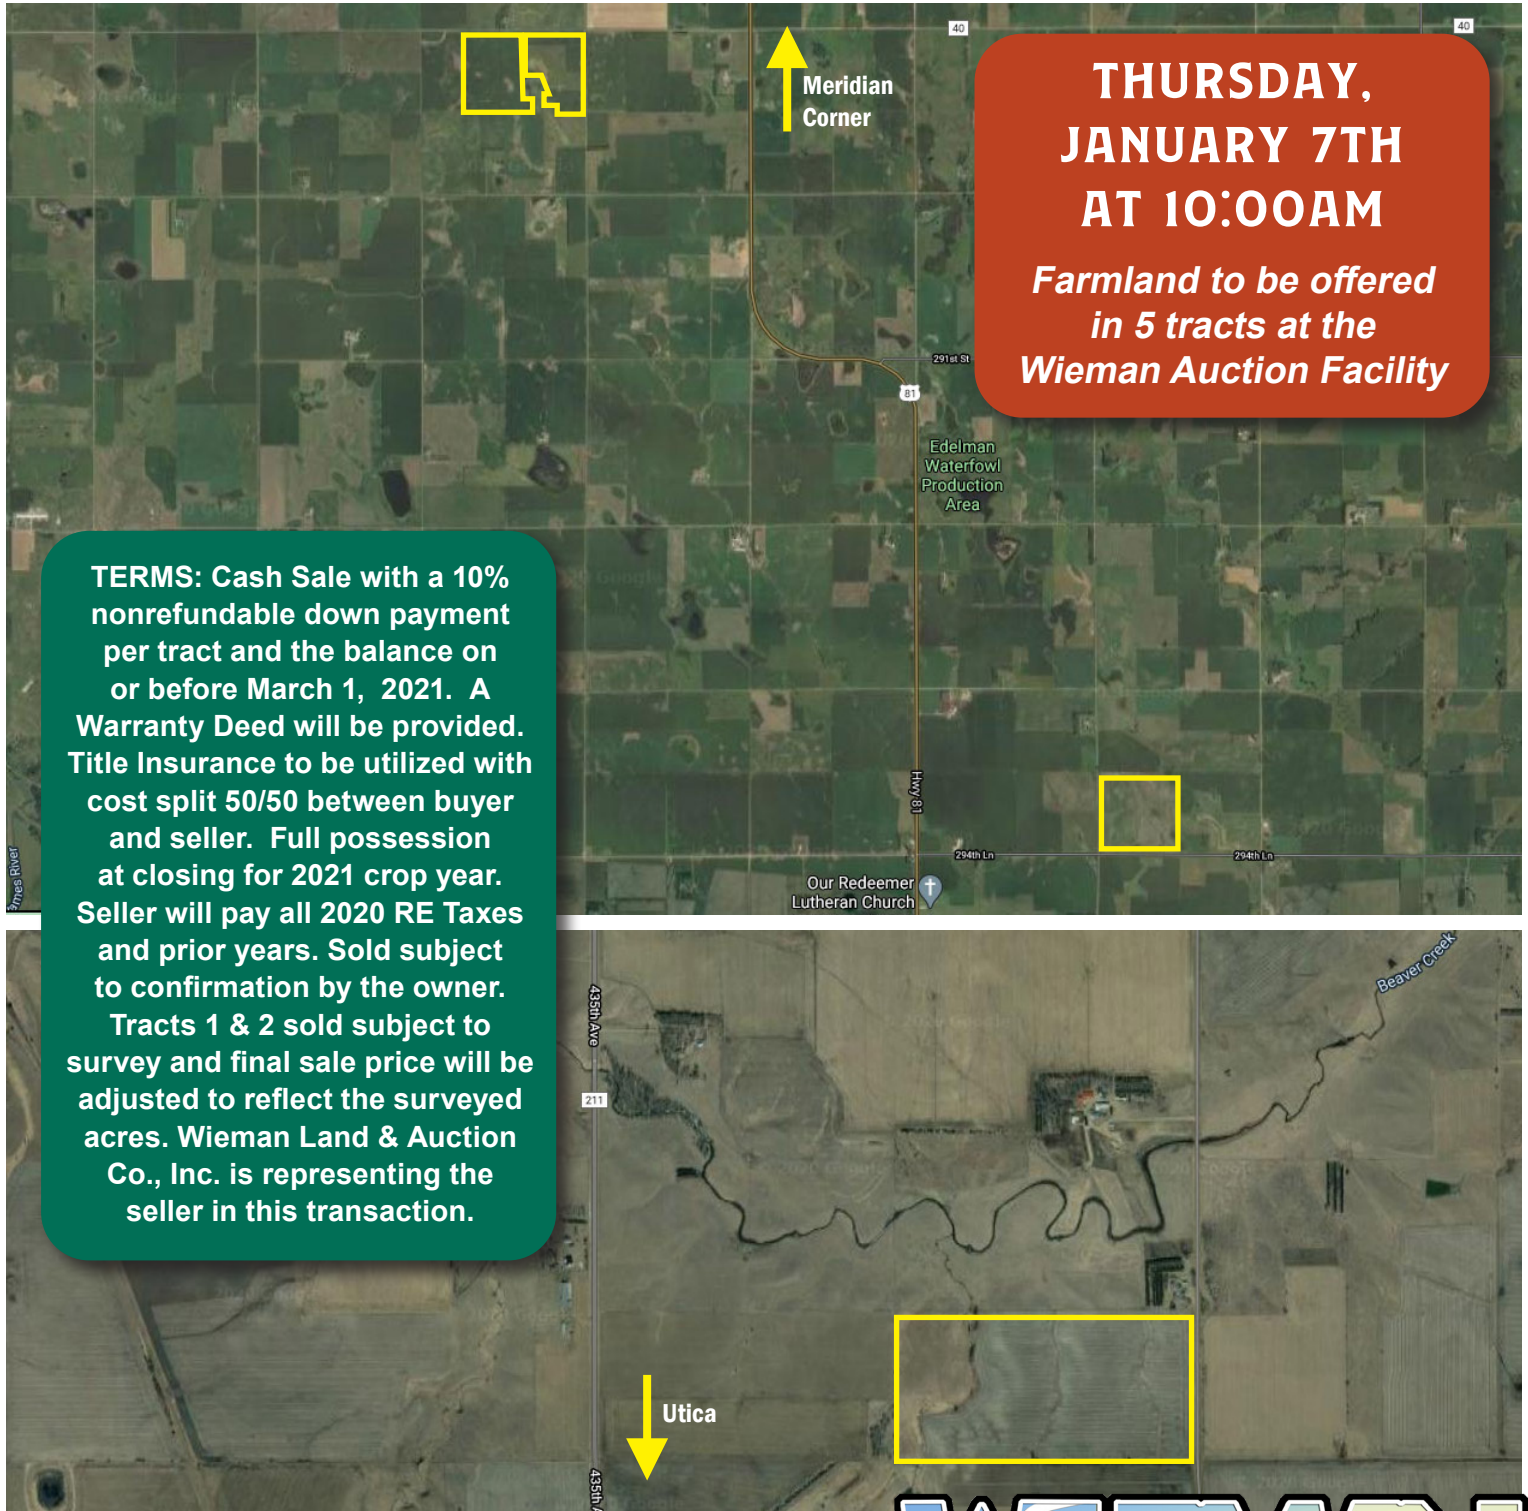 40
40
Meridian
Corner
THURSDAY,
JANUARY 7TH
AT 10:00AM
Farmland to be offered
in 5 tracts at the
Wieman Auction Facility
291st St
81
Edelman
Waterfowl
Production
Area
TERMS: Cash Sale with a 10%
nonrefundable down payment
per tract and the balance on
or before March 1, 2021. A
Warranty Deed will be provided.
Title Insurance to be utilized with
cost split 50/50 between buyer
and seller. Full possession
at closing for 2021 crop year.
Seller will pay all 2020 RE Taxes
and prior years. Sold subject
to confirmation by the owner.
Tracts 1 & 2 sold subject to
survey and final sale price will be
adjusted to reflect the surveyed
acres. Wieman Land & Auction
Co., Inc. is representing the
seller in this transaction.
Hwy 81
294th Ln
294th Ln
Our Redeemer
Lutheran Church
River
Beaver Creek
435th Ave
211
Utica
435th